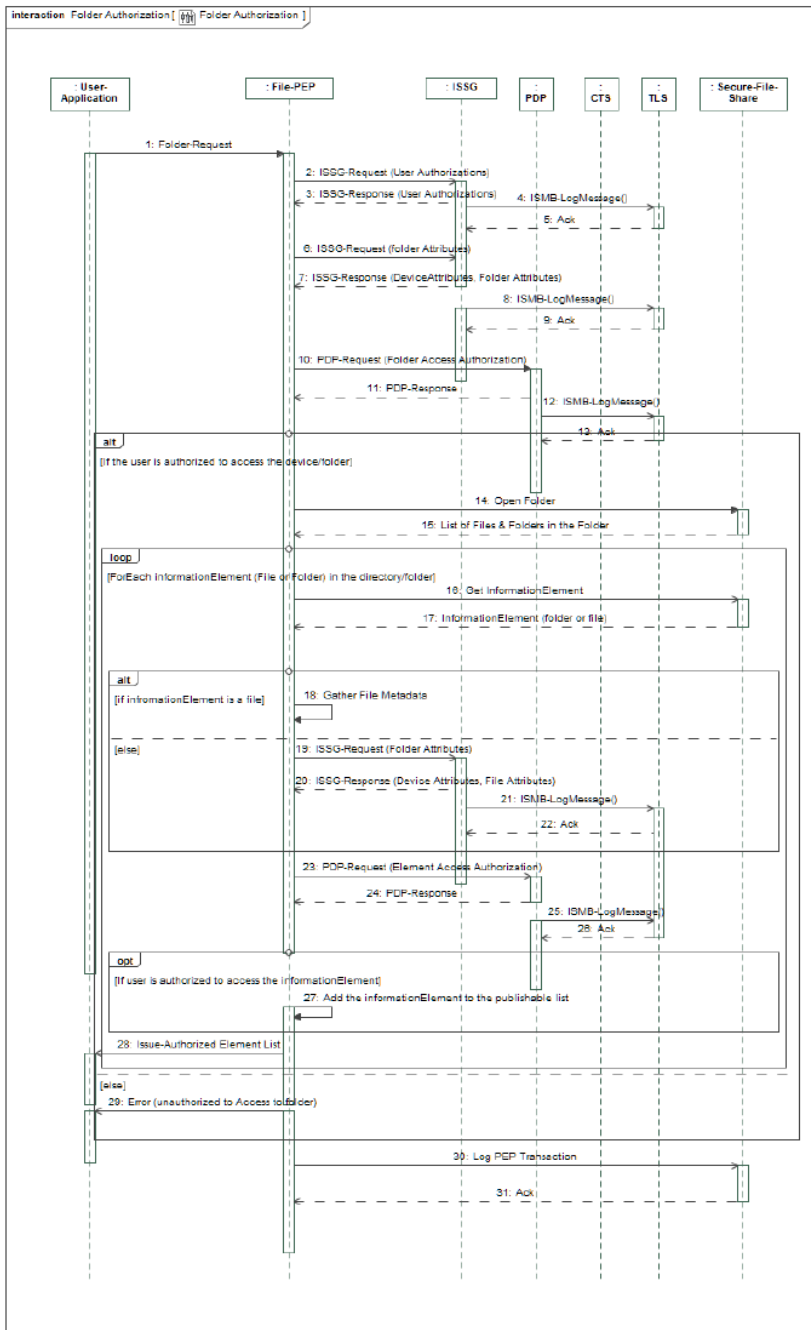 interaction Folder Authorization [ Folder Authorization ]
: User-
Application
: File-PEP
: ISSG
:
PDP
:
CTS
:
TLS
: Secure-File-
Share
1: Folder-Request
2: ISSG-Request (User Authorizations)
3: ISSG-Response (User Authorizations)
4: ISMB-LogMessage()
5: Ack
6: ISSG-Request (folder Attributes)
7: ISSG-Response (DeviceAttributes, Folder Attributes)
8: ISMB-LogMessage()
9: Ack
10: PDP-Request (Folder Access Authorization)
11: PDP-Response
12: ISMB-LogMessage()
13: Ack
alt
[If the user is authorized to access the device/folder]
14: Open Folder
15: List of Files & Folders in the Folder
loop
[ForEach informationElement (File or Folder) in the directory/folder]
16: Get InformationElement
17: InformationElement (folder or file)
alt
[if infromationElement is a file]
18: Gather File Metadata
[else]
19: ISSG-Request (Folder Attributes)
20: ISSG-Response (Device Attributes, File Attributes)
21: ISMB-LogMessage()
22: Ack
23: PDP-Request (Element Access Authorization)
24: PDP-Response
25: ISMB-LogMessage()
26: Ack
opt
[If user is authorized to access the InformationElement]
27: Add the informationElement to the publishable list
28: Issue-Authorized Element List
[else]
29: Error (unauthorized to Access to folder)
30: Log PEP Transaction
31: Ack